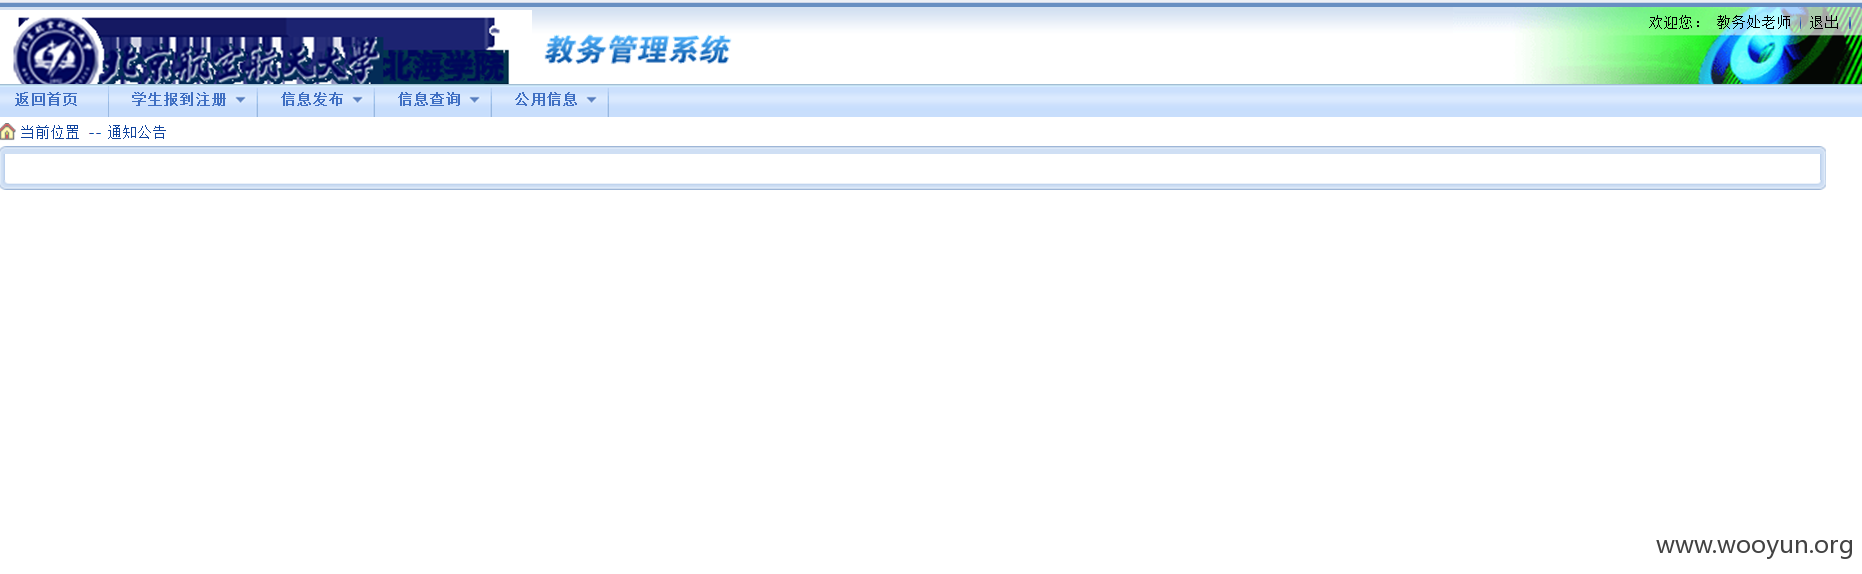 欢迎您： 教务处老师 | 退出 |
北京航空航天大学北海学院 教务管理系统
返回首页 学生报到注册 信息发布 信息查询 公用信息
当前位置 -- 通知公告
www.wooyun.org